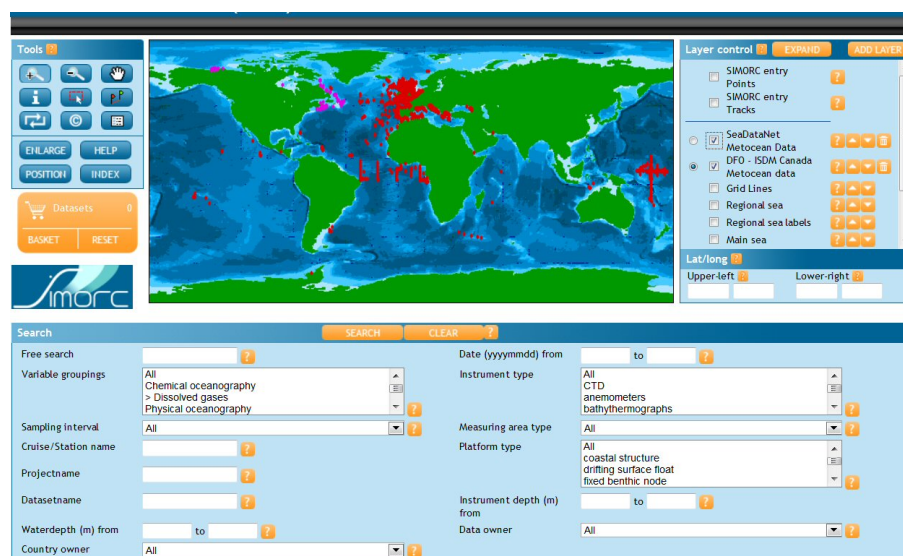 Tools ?
Layer control ? EXPAND ADD LAYER
SIMORC entry
Points ?
SIMORC entry
Tracks ?
SeaDataNet
Metocean Data ?
DFO - ISDM Canada
Metocean data ?
Grid Lines ?
Regional sea ?
Regional sea labels ?
Main sea ?
i
©
ENLARGE HELP
POSITION INDEX
Datasets 0
BASKET RESET
Simorc
Lat/long ?
Upper-left ? Lower-right ?
Search SEARCH CLEAR ?
Free search ?
Date (yyyymmdd) from to ?
Variable groupings
All
Chemical oceanography
> Dissolved gases
Physical oceanography ?
Instrument type
All
CTD
anemometers
bathythermographs ?
Sampling interval All ?
Measuring area type All ?
Cruise/Station name ?
Platform type
All
coastal structure
drifting surface float
fixed benthic node ?
Projectname ?
Datasetname ?
Instrument depth (m)
from to ?
Waterdepth (m) from to ?
Data owner All ?
Country owner All ?